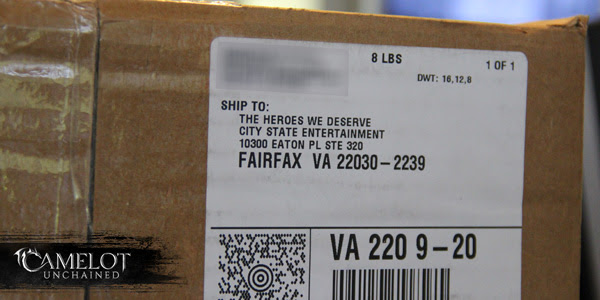 8 LBS
1 OF 1
DWT: 16,12,8
SHIP TO:
THE HEROES WE DESERVE
CITY STATE ENTERTAINMENT
10300 EATON PL STE 320
FAIRFAX VA 22030-2239
VA 220 9-20
CAMELOT
UNCHAINED